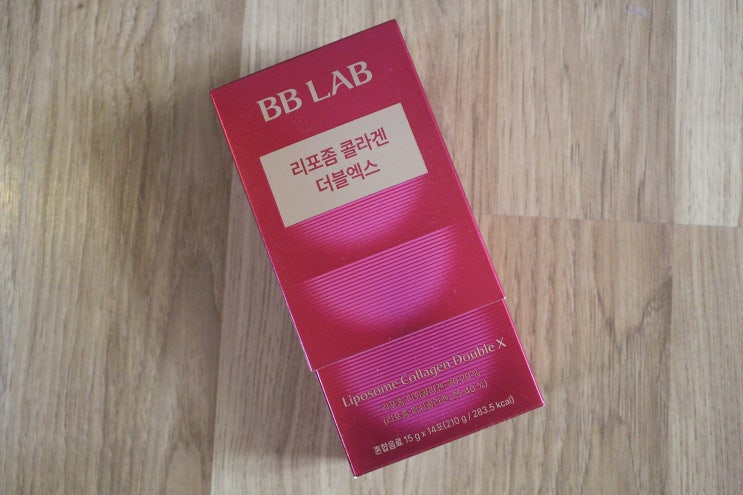 BB LAB
리포좀 콜라겐
더블엑스
Liposome Collagen Double X
혼합음료 15 g x 14포(210 g / 283.5 kcal)